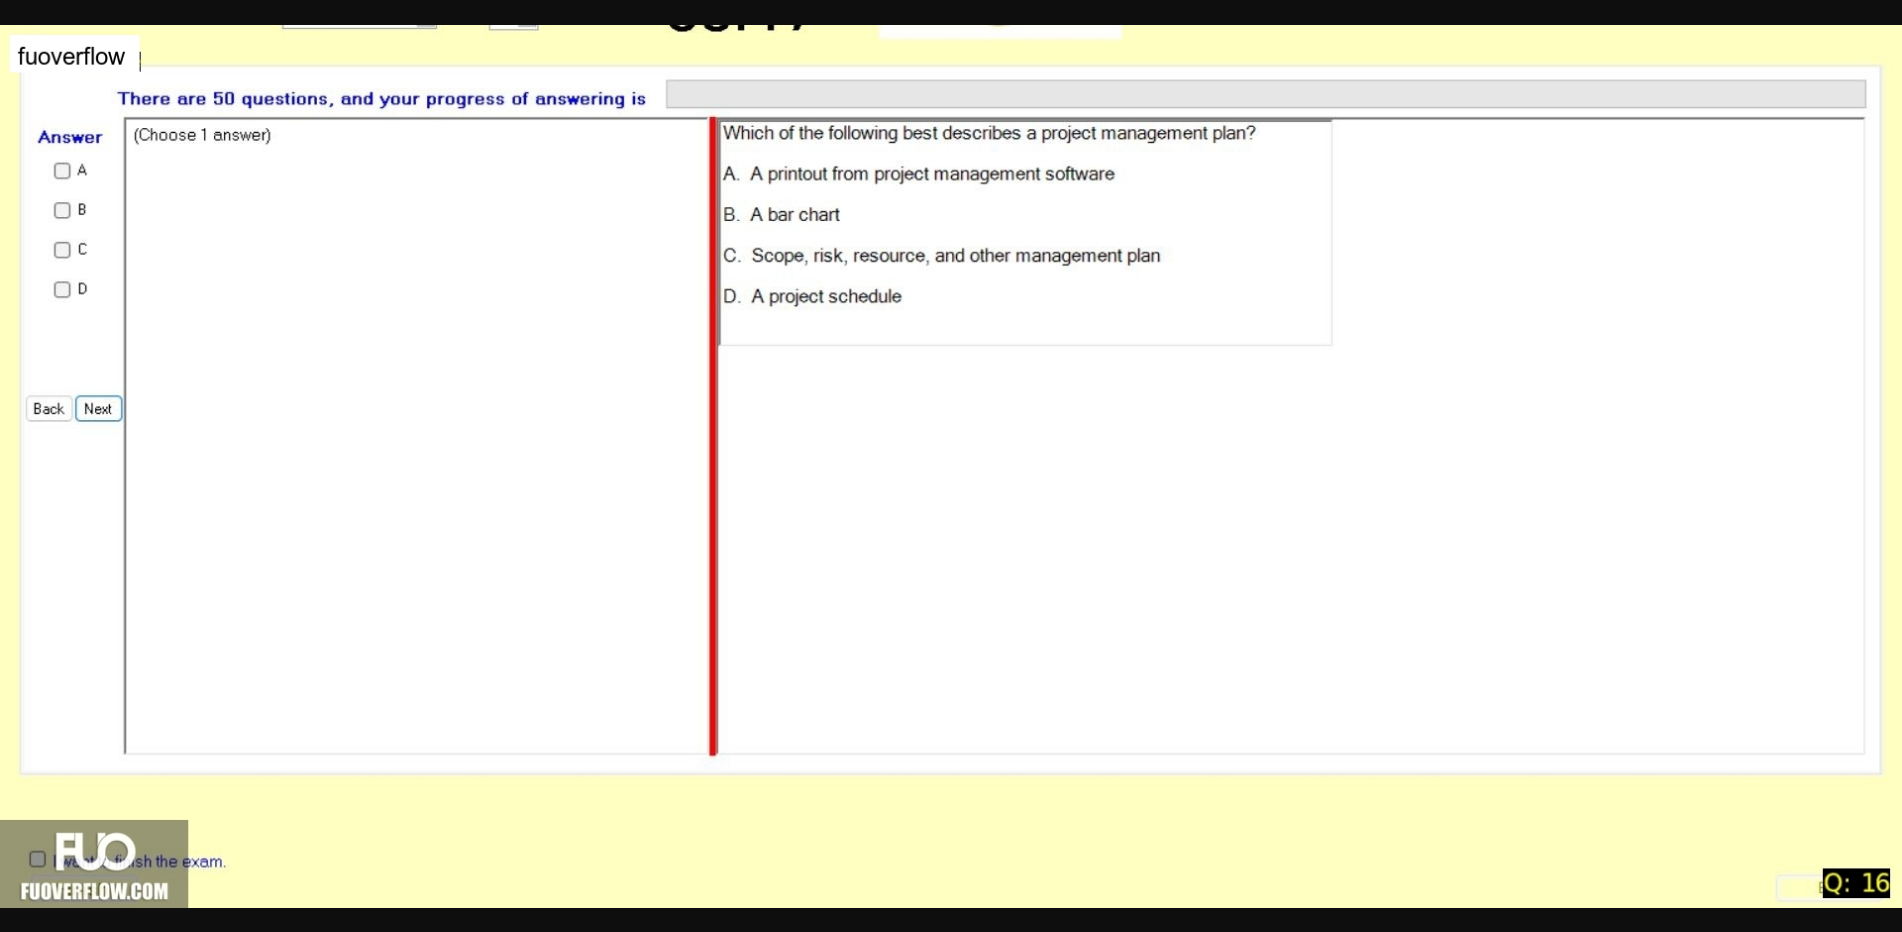 fuoverflow
There are 50 questions, and your progress of answering is
Answer
(Choose 1 answer)
A
B
C
D
Back Next
Which of the following best describes a project management plan?
A. A printout from project management software
B. A bar chart
C. Scope, risk, resource, and other management plan
D. A project schedule
FUO
I want to finish the exam.
FUOVERFLOW.COM
Q: 16